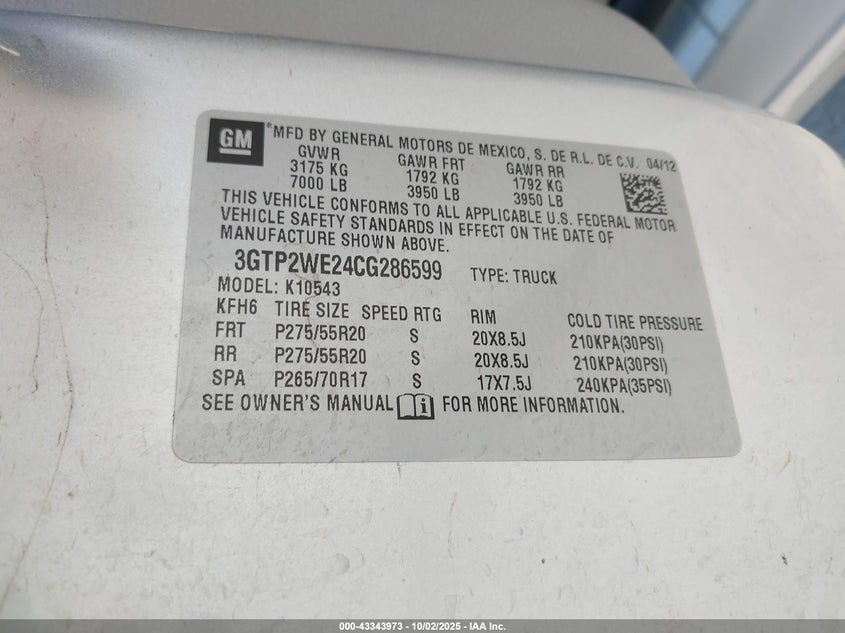 GM ®MFD BY GENERAL MOTORS DE MEXICO, S. DE R.L. DE C.V. 04/12
GVWR GAWR FRT GAWR RR
3175 KG 1792 KG 1792 KG
7000 LB 3950 LB 3950 LB
THIS VEHICLE CONFORMS TO ALL APPLICABLE U.S. FEDERAL MOTOR
VEHICLE SAFETY STANDARDS IN EFFECT ON THE DATE OF
MANUFACTURE SHOWN ABOVE.
3GTP2WE24CG286599 TYPE: TRUCK
MODEL: K10543
KFH6 TIRE SIZE SPEED RTG RIM COLD TIRE PRESSURE
FRT P275/55R20 S 20X8.5J 210KPA(30PSI)
RR P275/55R20 S 20X8.5J 210KPA(30PSI)
SPA P265/70R17 S 17X7.5J 240KPA(35PSI)
SEE OWNER'S MANUAL FOR MORE INFORMATION.
000-43343973 - 10/02/2025 - IAA Inc.